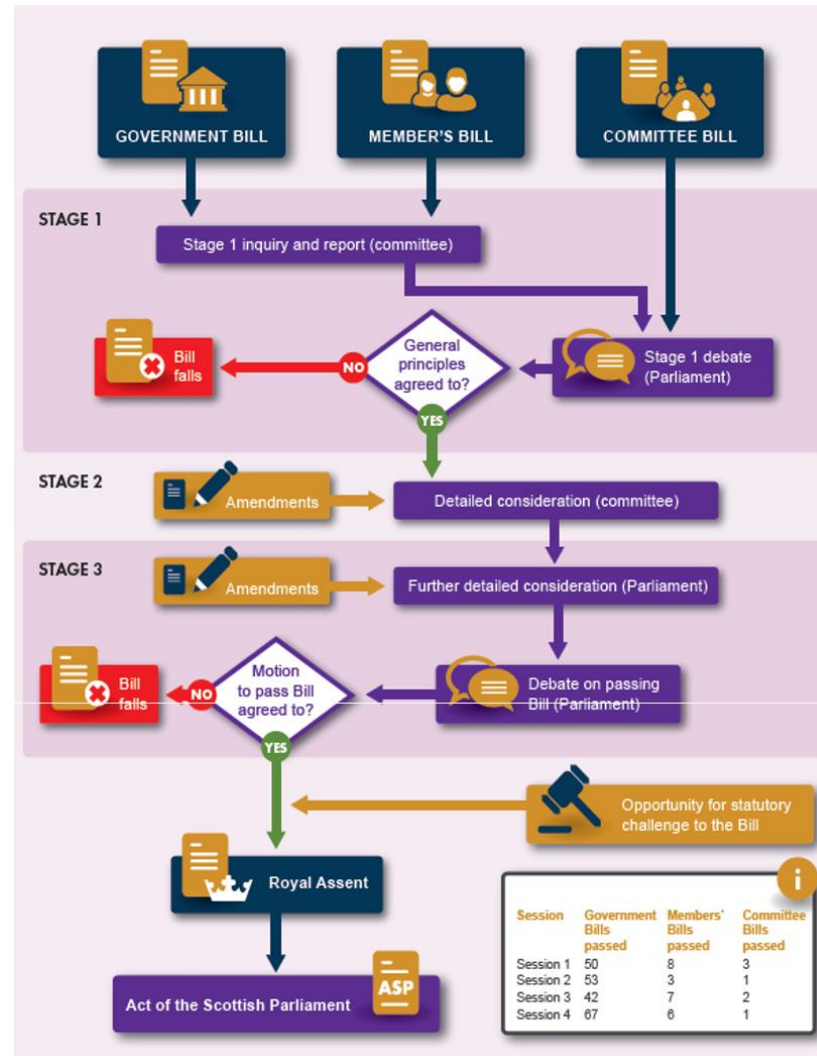 GOVERNMENT BILL
MEMBER'S BILL
COMMITTEE BILL
STAGE 1
Stage 1 inquiry and report (committee)
Bill
falls
NO
General
principles
agreed to?
Stage 1 debate
(Parliament)
YES
STAGE 2
Amendments
Detailed consideration (committee)
STAGE 3
Amendments
Further detailed consideration (Parliament)
Bill
falls
NO
Motion
to pass Bill
agreed to?
Debate on passing
Bill (Parliament)
YES
Opportunity for statutory
challenge to the Bill
Royal Assent
Act of the Scottish Parliament
ASP
i
Session Government Members' Committee
Bills Bills Bills
passed passed passed
Session 1 50 8 3
Session 2 53 3 1
Session 3 42 7 2
Session 4 67 6 1